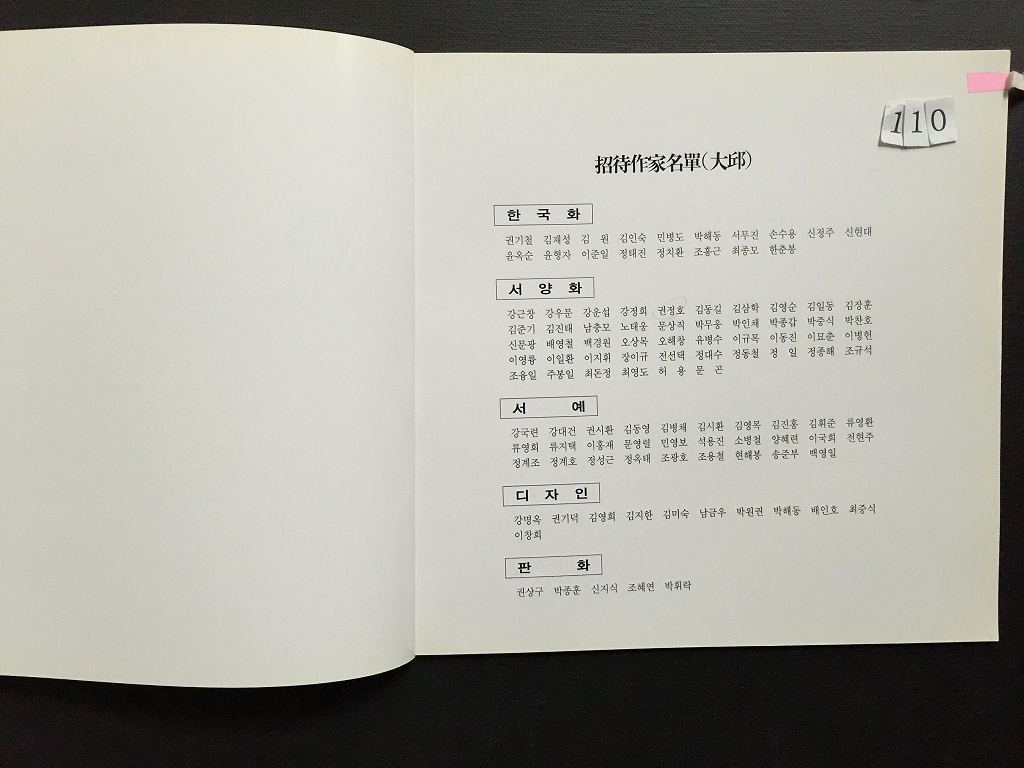 110
招待作家名單(大邱)
한 국 화
권기철 김재성 김 원 김인숙 민병도 박해동 서무진 손수용 신정주 신현대
윤옥순 윤형자 이준일 정태진 정치환 조홍근 최종모 한춘봉
서 양 화
강근창 강우문 강운섭 강정희 권정호 김동길 김삼학 김영순 김일동 김장훈
김준기 김진태 남충모 노태웅 문상직 박무웅 박인채 박종갑 박중식 박찬호
신문광 배영철 백경원 오상목 오해창 유병수 이규목 이동진 이묘춘 이병헌
이영륭 이일환 이지휘 장이규 전선택 정대수 정동철 정 일 정종해 조규석
조융일 주봉일 최돈정 최영도 허 용 문 곤
서 예
강국련 강대건 권시환 김동영 김병채 김시환 김영목 김진홍 김휘준 류영환
류영희 류지택 이홍재 문영렬 민영보 석용진 소병철 양혜련 이국희 전현주
정계조 정계호 정성근 정옥태 조광호 조용철 현해봉 송준부 백영일
디 자 인
강명옥 권기덕 김영희 김지한 김미숙 남금우 박원권 박해동 배인호 최중식
이창희
판 화
권상구 박종훈 신지식 조혜연 박휘락